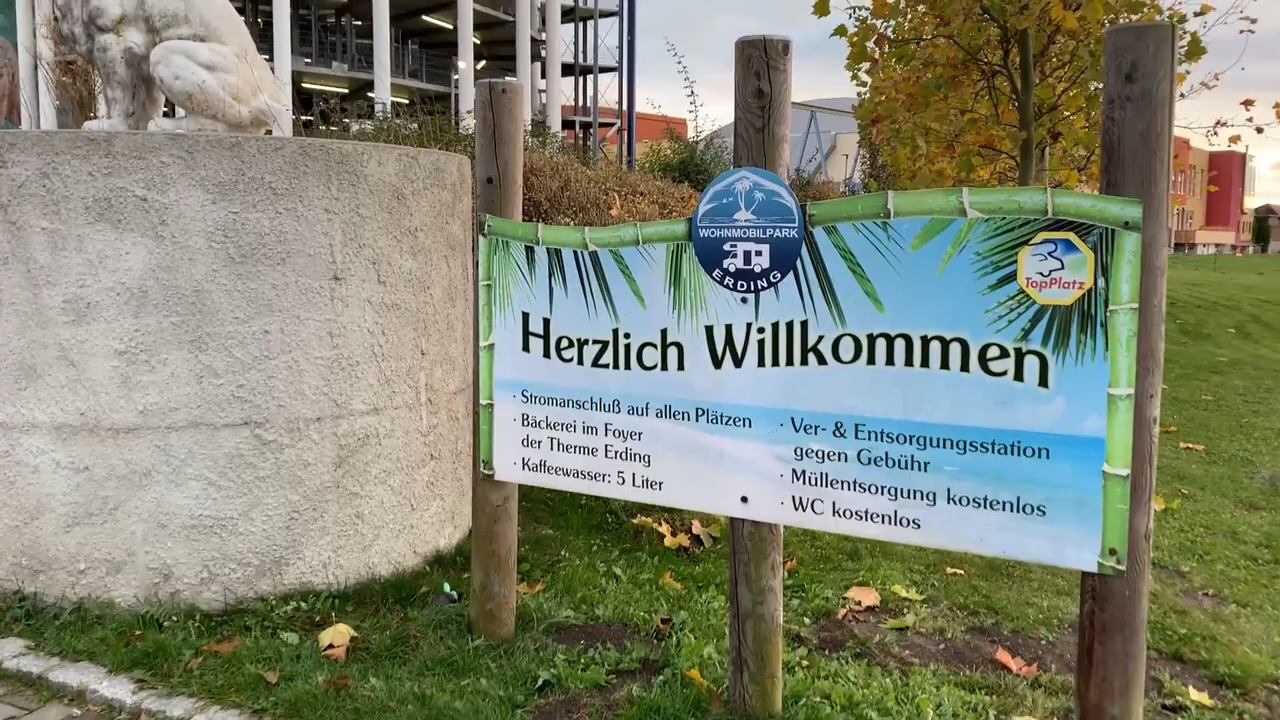 WOHNMOBILPARK
ERDING
TopPlatz
Herzlich Willkommen
· Stromanschluß auf allen Plätzen
· Bäckerei im Foyer
der Therme Erding
· Kaffeewasser: 5 Liter
· Ver- & Entsorgungsstation
gegen Gebühr
· Müllentsorgung kostenlos
· WC kostenlos